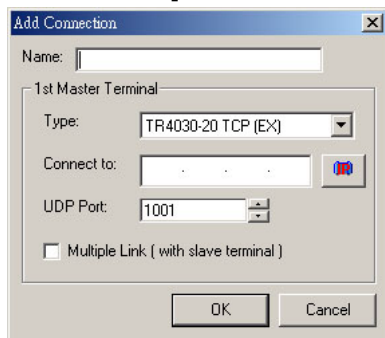 Add Connection
Name:
1st Master Terminal
Type: TR4030-20 TCP (EX)
Connect to: . . .
UDP Port: 1001
Multiple Link ( with slave terminal )
OK Cancel